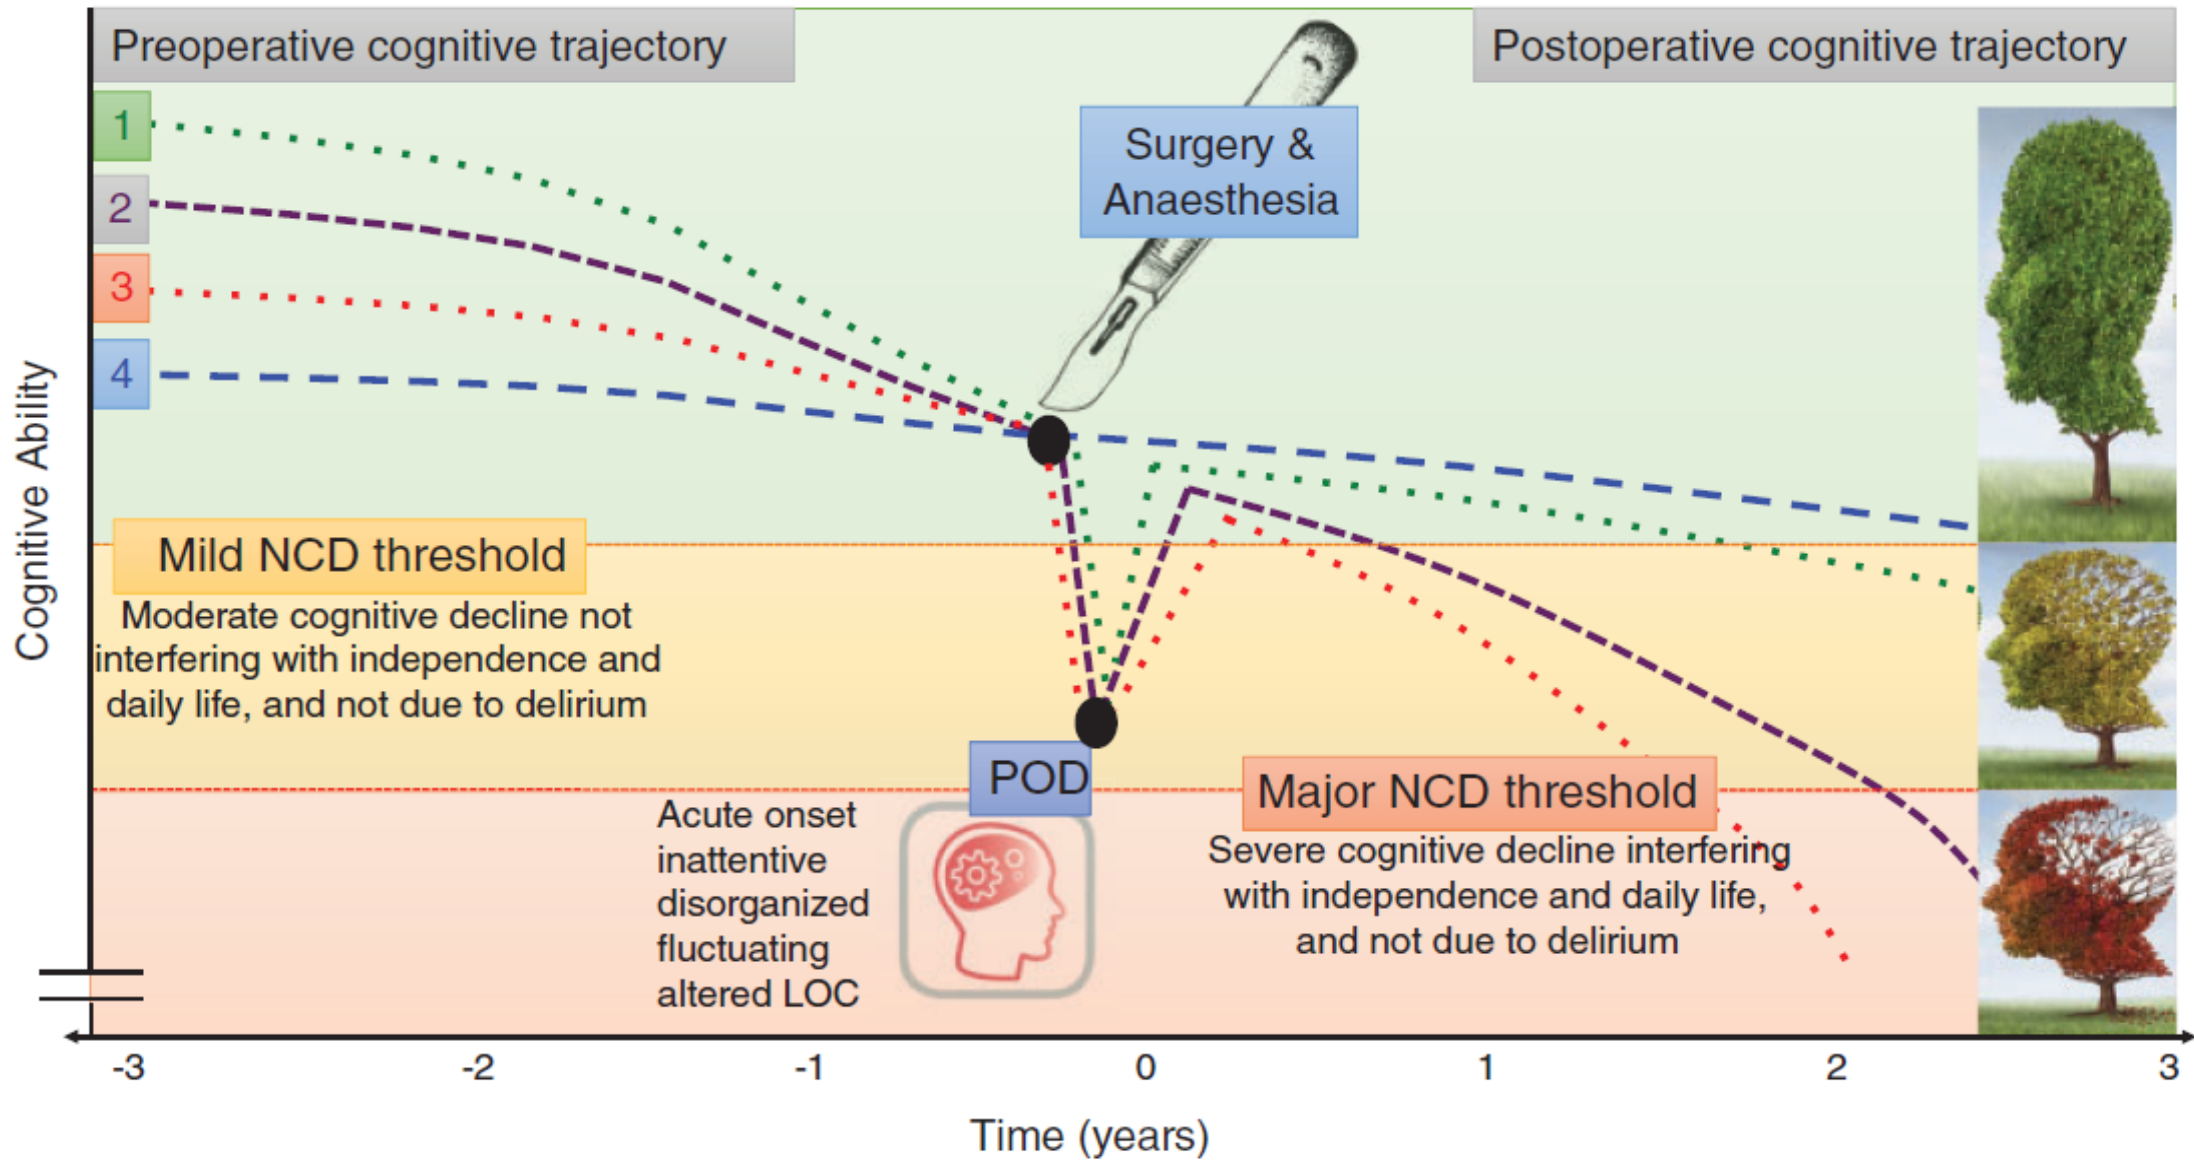 Preoperative cognitive trajectory
Postoperative cognitive trajectory
1
2
3
4
Surgery &
Anaesthesia
Cognitive Ability
Mild NCD threshold
Moderate cognitive decline not
interfering with independence and
daily life, and not due to delirium
POD
Acute onset
inattentive
disorganized
fluctuating
altered LOC
Major NCD threshold
Severe cognitive decline interfering
with independence and daily life,
and not due to delirium
-3
-2
-1
0
1
2
3
Time (years)